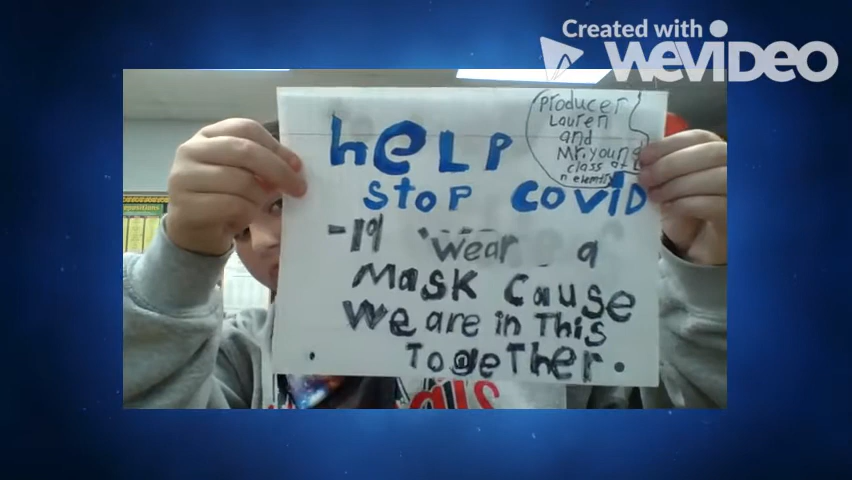 Created with
WEVIDEO
Producer
Lauren
and
Mr.young
class at
help
stop covid
-19 wear a
Mask Cause
We are in This
TogeTher.